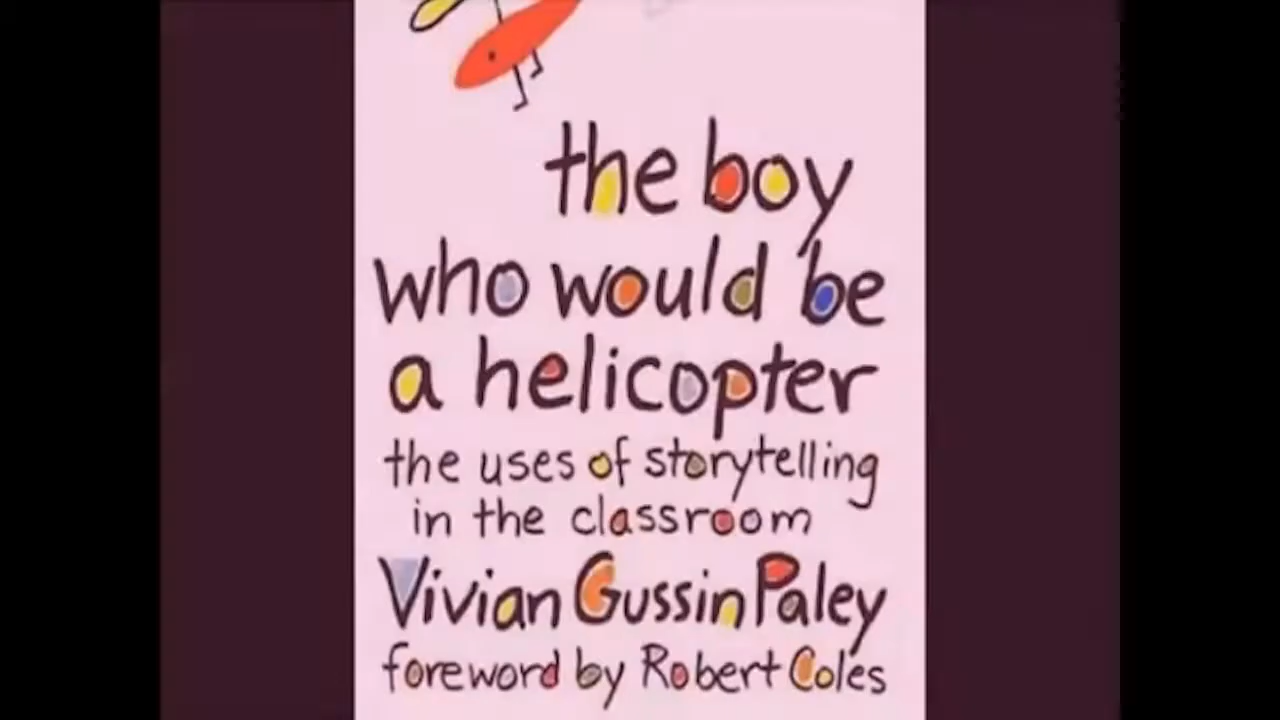 the boy
who would be
a helicopter
the uses of storytelling
in the classroom
Vivian Gussin Paley
foreword by Robert Coles